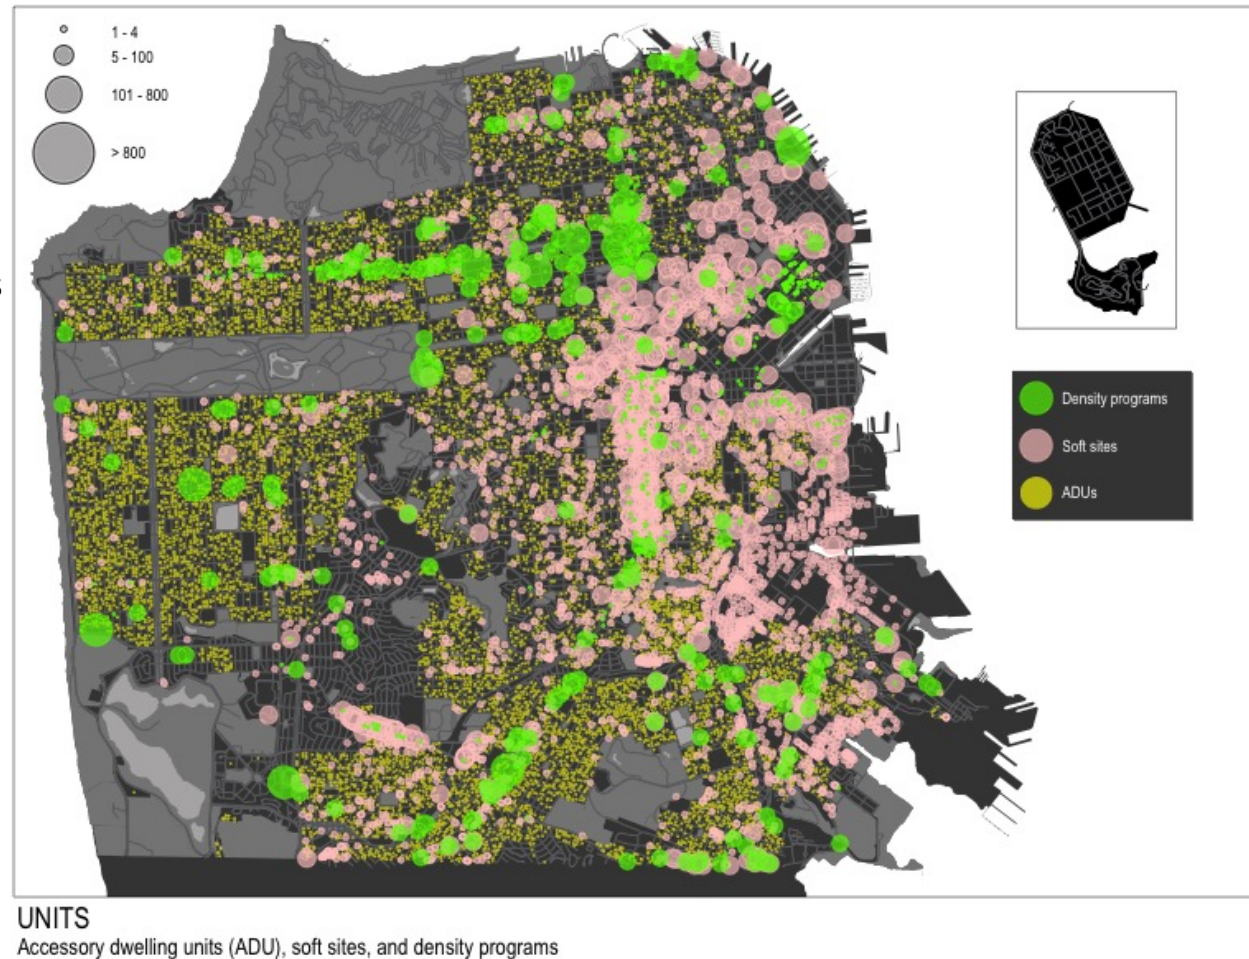 1 - 4
5 - 100
101 - 800
> 800
Density programs
Soft sites
ADUs
UNITS
Accessory dwelling units (ADU), soft sites, and density programs